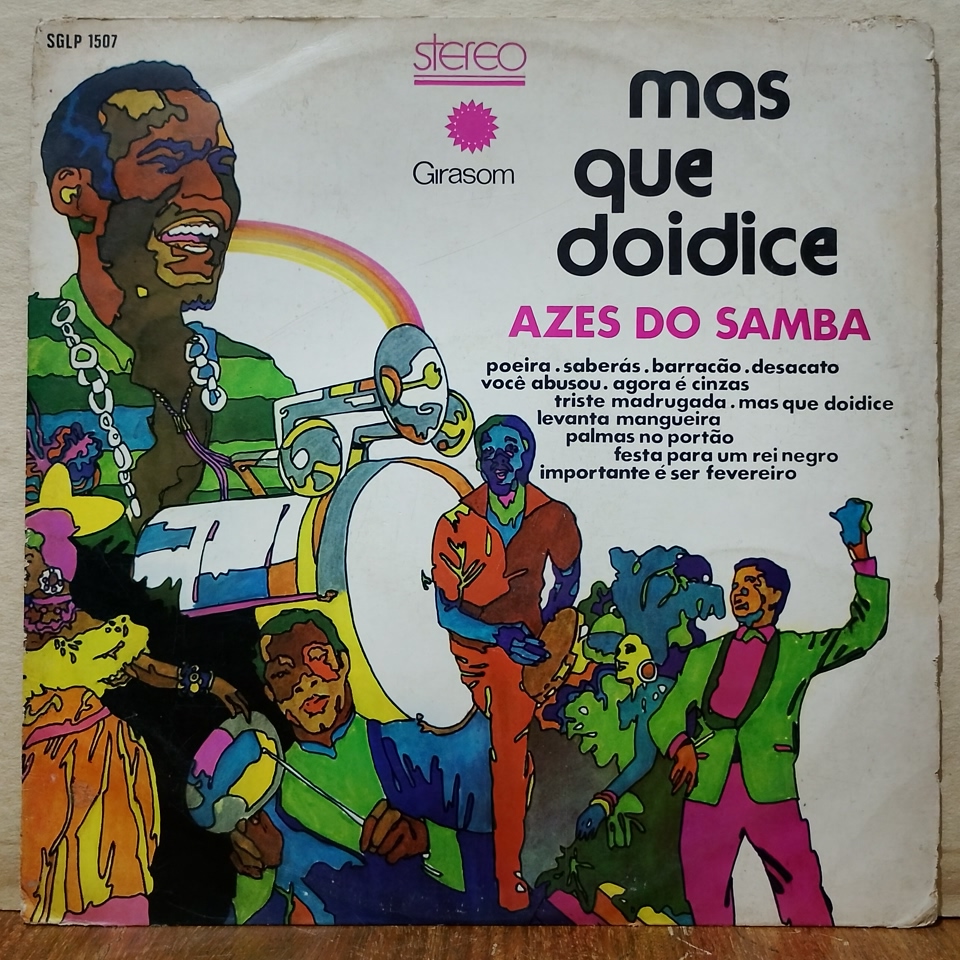 SGLP 1507
stereo
Girasom
mas
que
doidice
AZES DO SAMBA
poeira . saberás . barracão . desacato
você abusou . agora é cinzas
triste madrugada . mas que doidice
levanta mangueira
palmas no portão
festa para um rei negro
importante é ser fevereiro